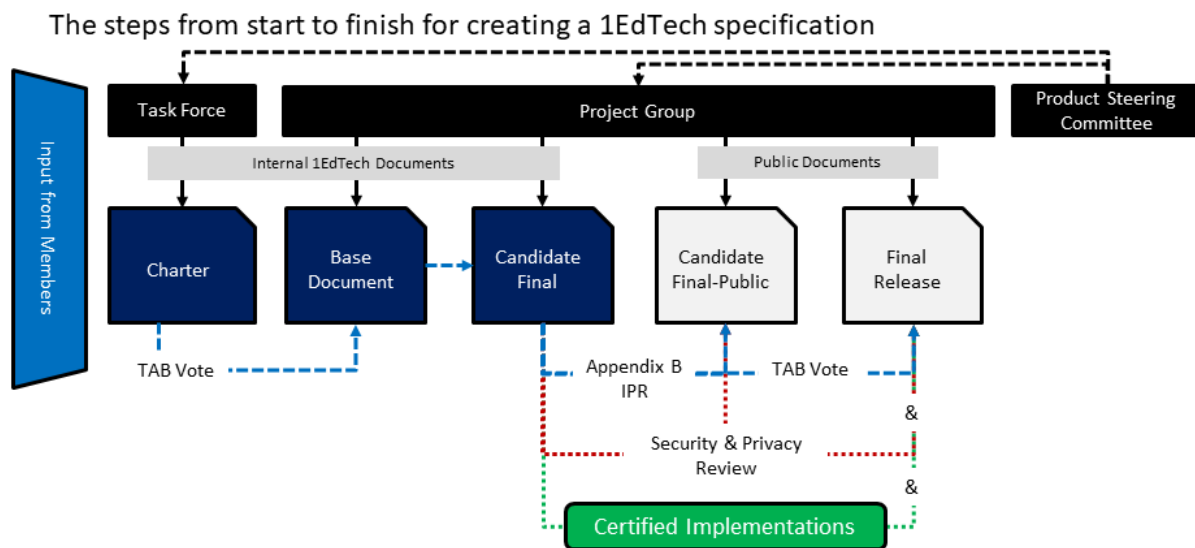 The steps from start to finish for creating a 1EdTech specification
Input from Members
Task Force
Project Group
Product Steering
Committee
Internal 1EdTech Documents
Public Documents
Charter
Base
Document
Candidate
Final
Candidate
Final-Public
Final
Release
TAB Vote
Appendix B
IPR
TAB Vote
&
Security & Privacy
Review
&
Certified Implementations